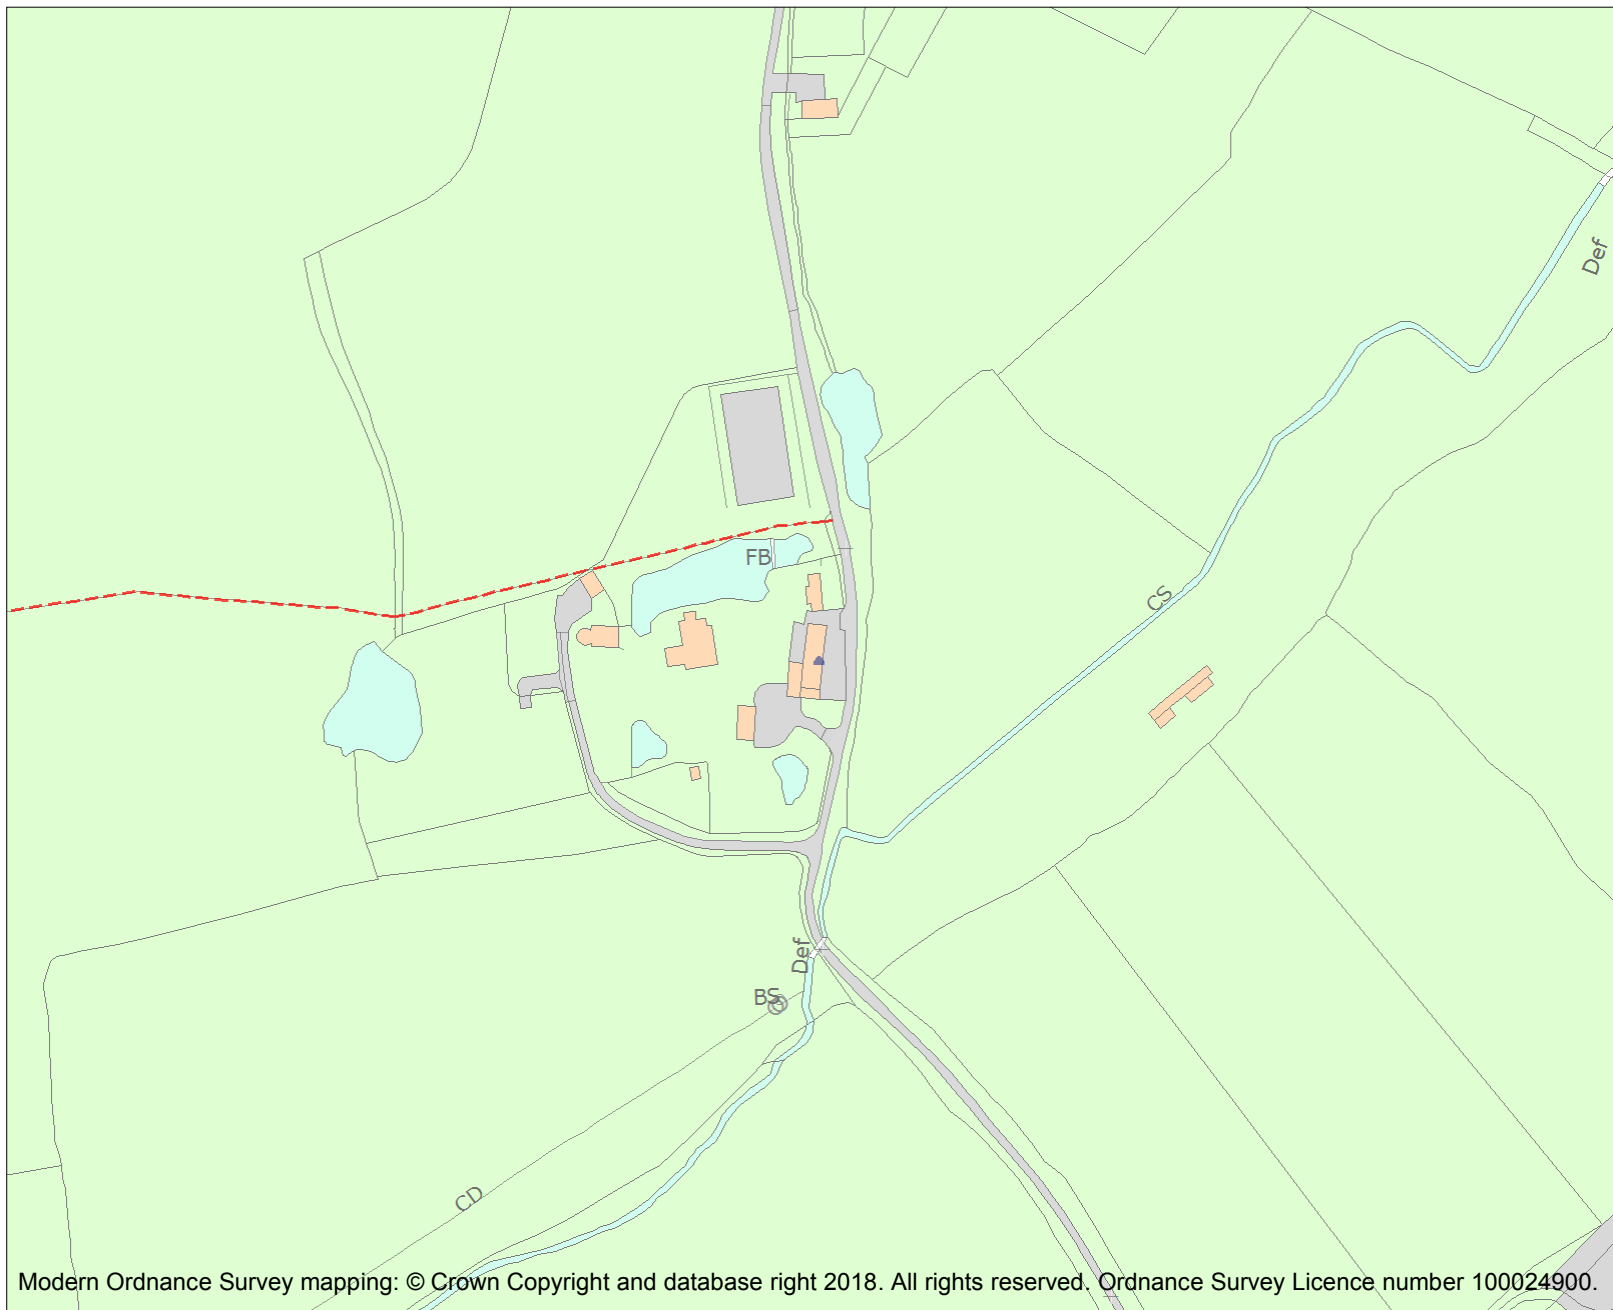 Def
FB
CS
Def
BS
CD
Modern Ordnance Survey mapping: © Crown Copyright and database right 2018. All rights reserved. Ordnance Survey Licence number 100024900.